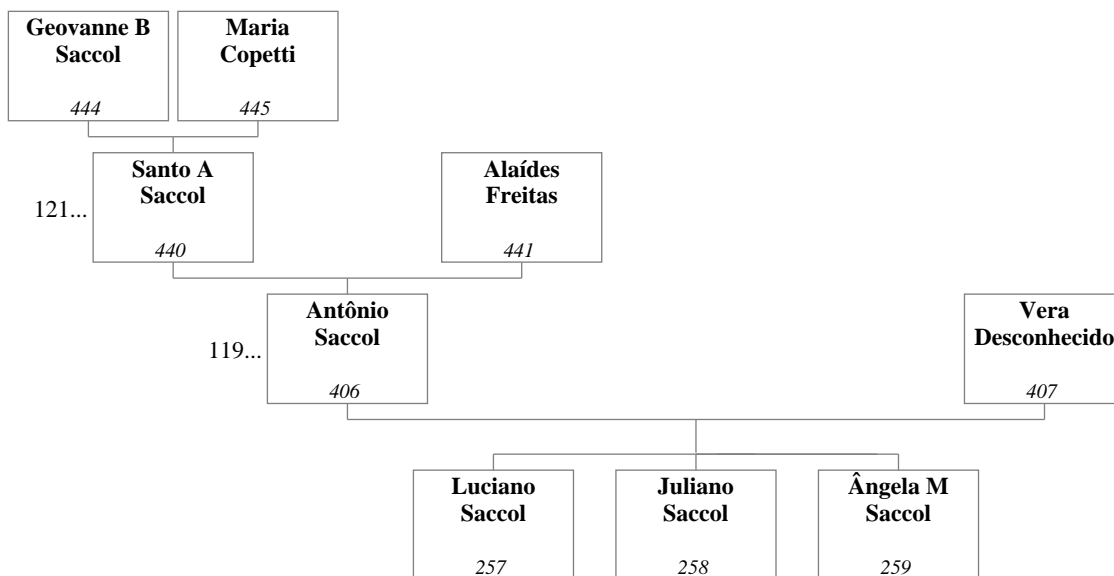 Geovanne B
Saccol
444
Maria
Copetti
445
121...
Santo A
Saccol
440
Alaídes
Freitas
441
119...
Antônio
Saccol
406
Vera
Desconhecido
407
Luciano
Saccol
257
Juliano
Saccol
258
Ângela M
Saccol
259